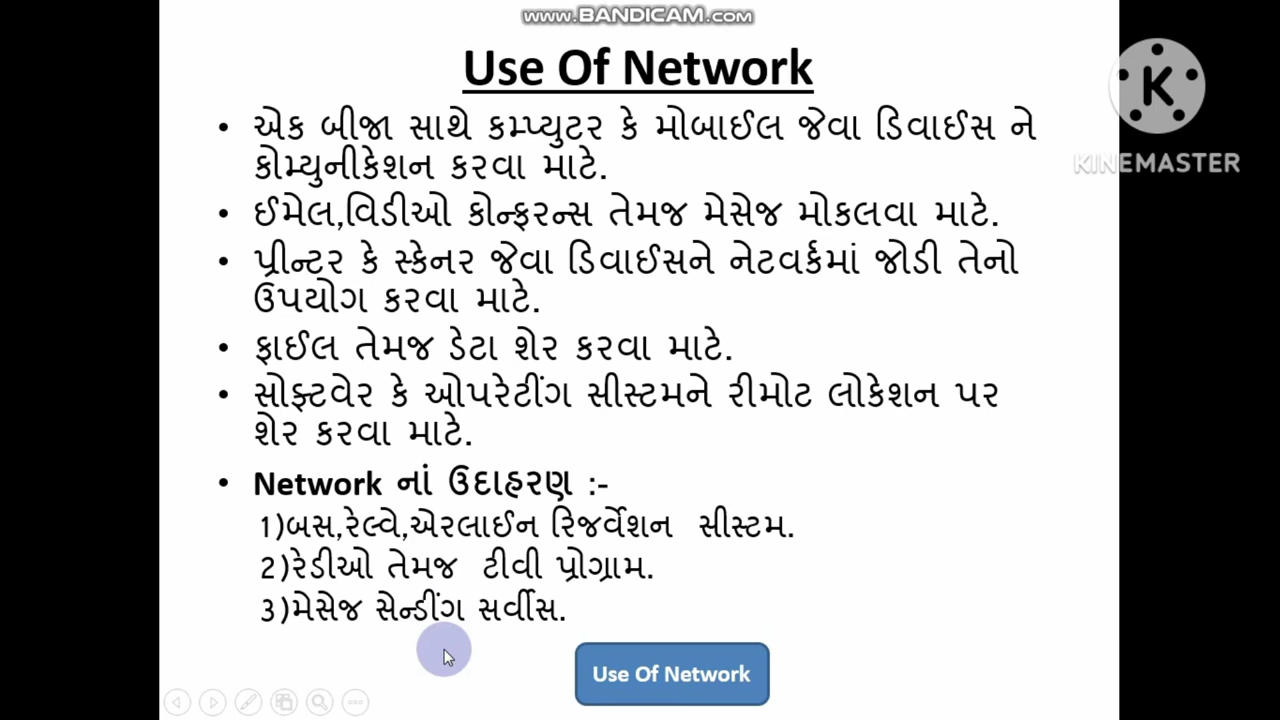 www.BANDICAM.com
Use Of Network
K
KINEMASTER
• એક બીજા સાથે કમ્પ્યુટર કે મોબાઈલ જેવા ડિવાઈસ ને
કોમ્યુનીકેશન કરવા માટે.
• ઈમેલ,વિડીઓ કોન્ફરન્સ તેમજ મેસેજ મોકલવા માટે.
• પ્રીન્ટર કે સ્કેનર જેવા ડિવાઈસને નેટવર્કમાં જોડી તેનો
ઉપયોગ કરવા માટે.
• ફાઈલ તેમજ ડેટા શેર કરવા માટે.
• સોફ્ટવેર કે ઓપરેટીંગ સીસ્ટમને રીમોટ લોકેશન પર
શેર કરવા માટે.
• Network નાં ઉદાહરણ :-
1)બસ,રેલ્વે,એરલાઈન રિજર્વેશન સીસ્ટમ.
2)રેડીઓ તેમજ ટીવી પ્રોગ્રામ.
3)મેસેજ સેન્ડીંગ સર્વીસ.
Use Of Network